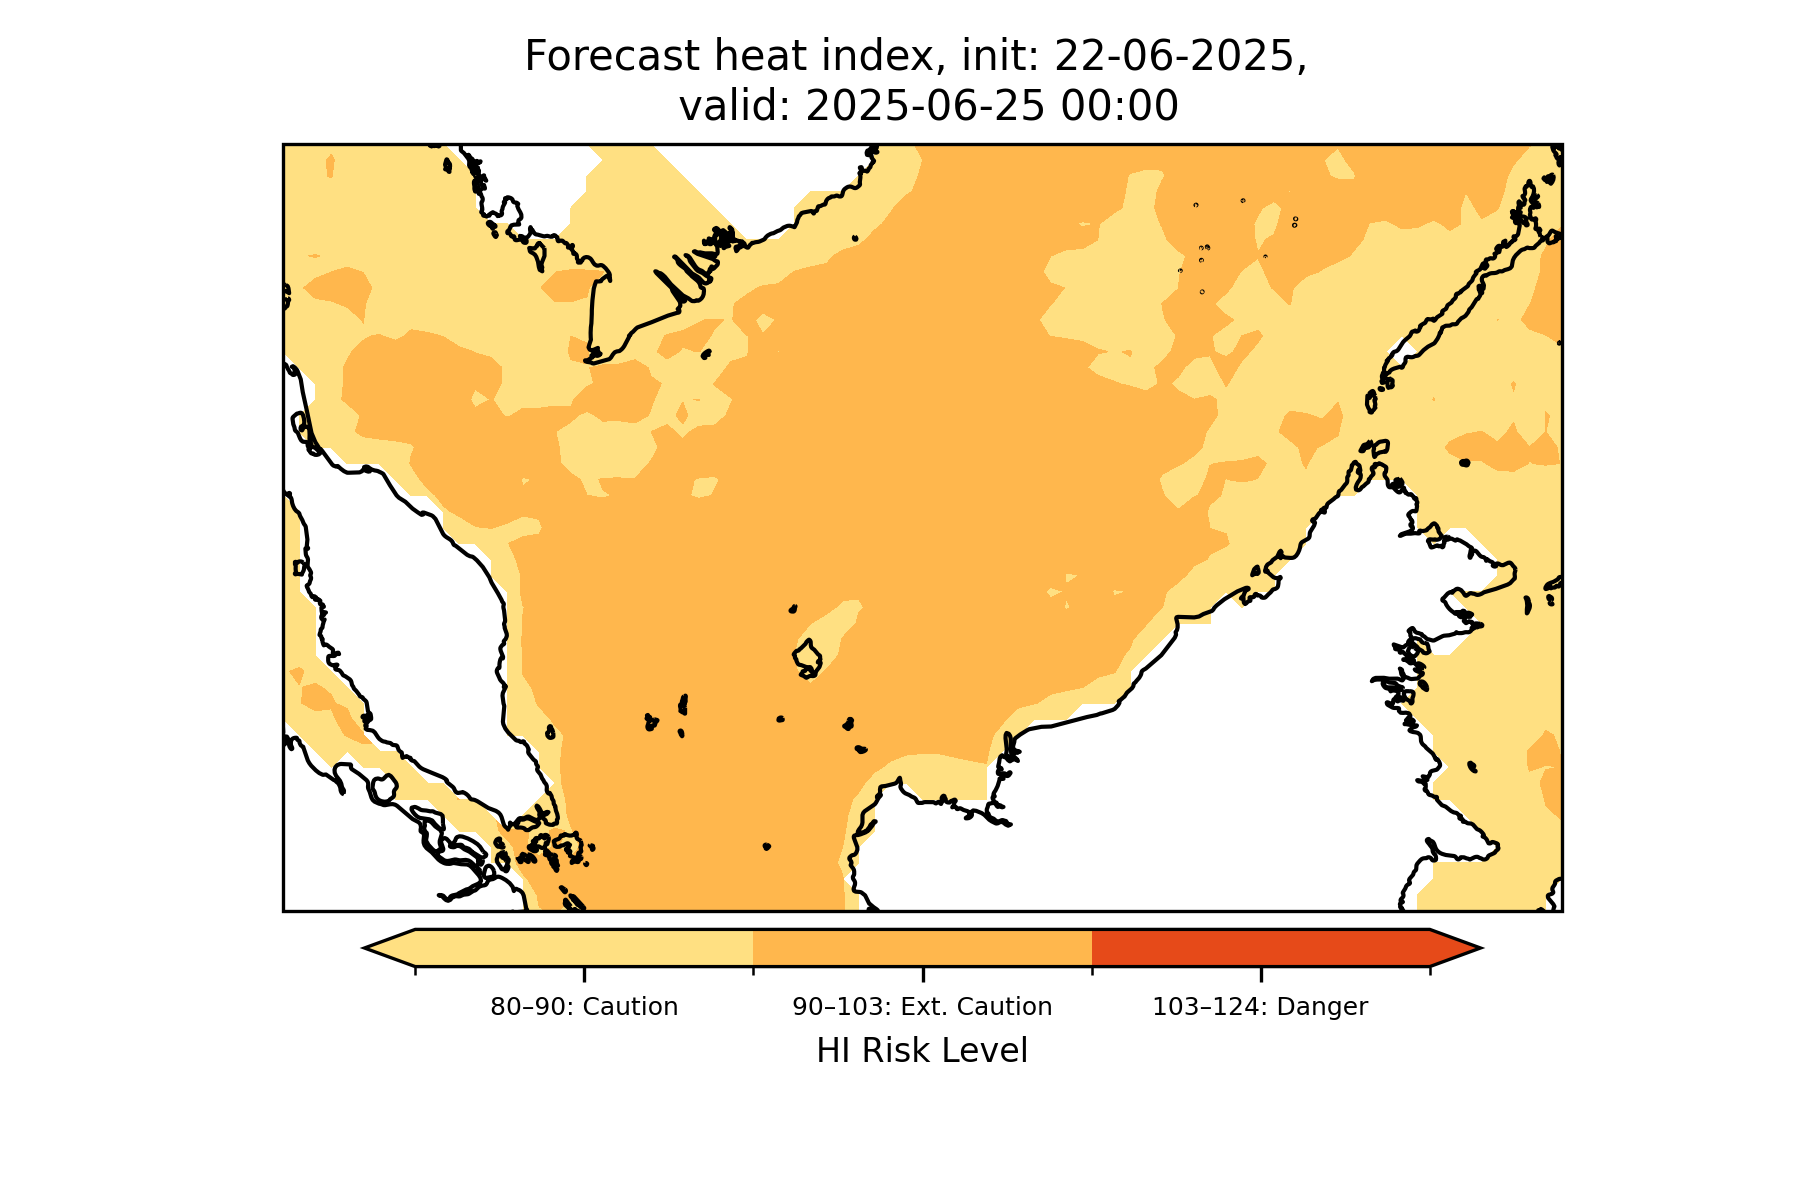 Forecast heat index, init: 22-06-2025,
valid: 2025-06-25 00:00
80–90: Caution
90–103: Ext. Caution
103–124: Danger
HI Risk Level